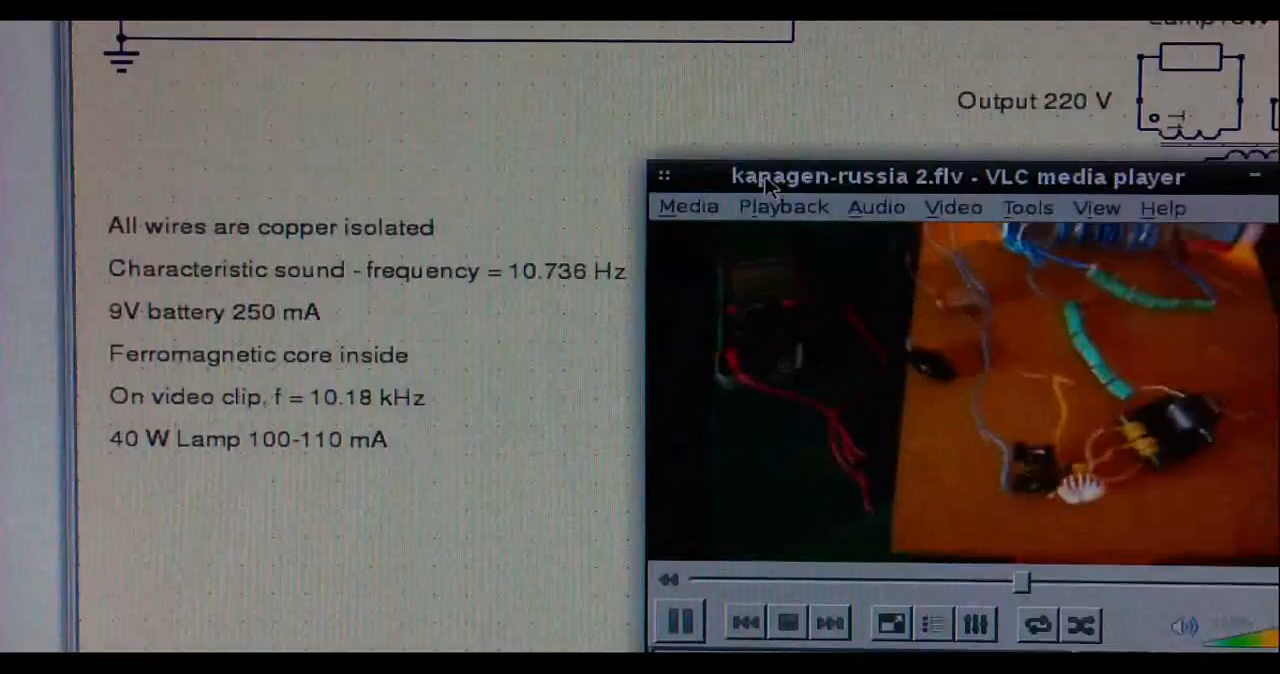 Output 220 V
kapagen-russia 2.flv - VLC media player
Media Playback Audio Video Tools View Help
All wires are copper isolated
Characteristic sound - frequency = 10.736 Hz
9V battery 250 mA
Ferromagnetic core inside
On video clip, f = 10.18 kHz
40 W Lamp 100-110 mA